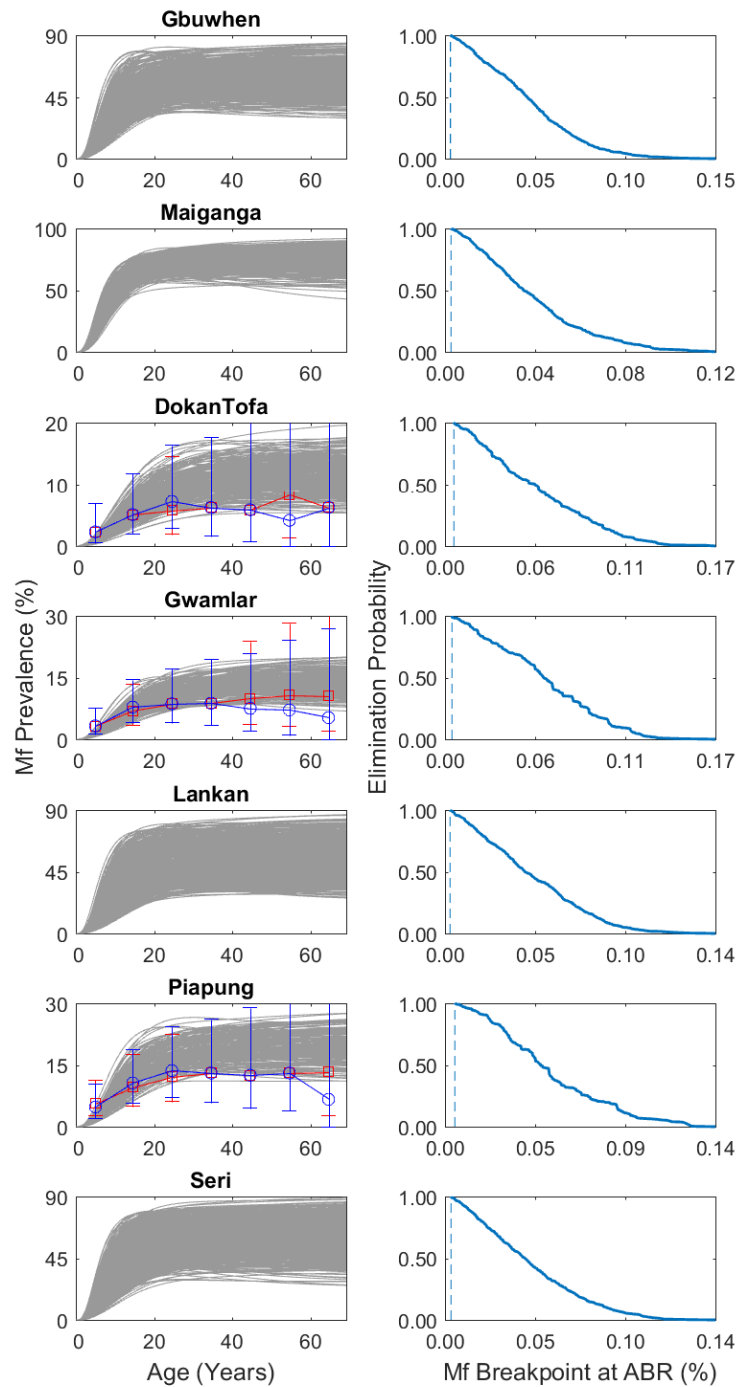 Gbuwhen
90
45
0
0 20 40 60
1.00
0.50
0.00
0.00 0.05 0.10 0.15
Maiganga
100
50
0
0 20 40 60
1.00
0.50
0.00
0.00 0.04 0.08 0.12
DokanTofa
20
10
0
0 20 40 60
1.00
0.50
0.00
0.00 0.06 0.11 0.17
Gwamlar
30
15
0
0 20 40 60
1.00
0.50
0.00
0.00 0.06 0.11 0.17
Mf Prevalence (%)
Elimination Probability
Lankan
90
45
0
0 20 40 60
1.00
0.50
0.00
0.00 0.05 0.10 0.14
Piapung
30
15
0
0 20 40 60
1.00
0.50
0.00
0.00 0.05 0.09 0.14
Seri
90
45
0
0 20 40 60
1.00
0.50
0.00
0.00 0.05 0.09 0.14
Age (Years)
Mf Breakpoint at ABR (%)